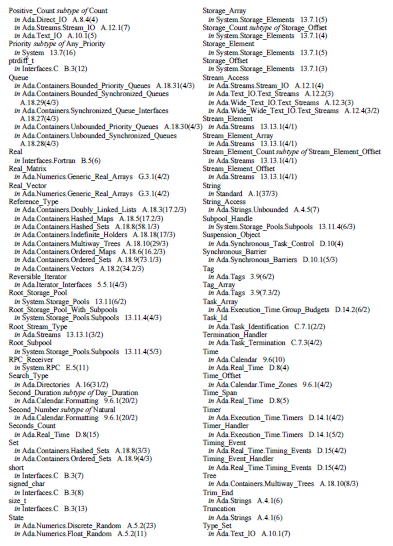 Positive_Count subtype of Count
in Ada.Direct_IO A.8.4(4)
in Ada.Streams.Stream_IO A.12.1(7)
in Ada.Text_IO A.10.1(5)
Priority subtype of Any_Priority
in System 13.7(16)
ptrdiff_t
in Interfaces.C B.3(12)
Queue
in Ada.Containers.Bounded_Priority_Queues A.18.31(4/3)
in Ada.Containers.Bounded_Synchronized_Queues
A.18.29(4/3)
in Ada.Containers.Synchronized_Queue_Interfaces
A.18.27(4/3)
in Ada.Containers.Unbounded_Priority_Queues A.18.30(4/3)
in Ada.Containers.Unbounded_Synchronized_Queues
A.18.28(4/3)
Real
in Interfaces.Fortran B.5(6)
Real_Matrix
in Ada.Numerics.Generic_Real_Arrays G.3.1(4/2)
Real_Vector
in Ada.Numerics.Generic_Real_Arrays G.3.1(4/2)
Reference_Type
in Ada.Containers.Doubly_Linked_Lists A.18.3(17.2/3)
in Ada.Containers.Hashed_Maps A.18.5(17.2/3)
in Ada.Containers.Hashed_Sets A.18.8(58.1/3)
in Ada.Containers.Indefinite_Holders A.18.18(17/3)
in Ada.Containers.Multiway_Trees A.18.10(29/3)
in Ada.Containers.Ordered_Maps A.18.6(16.2/3)
in Ada.Containers.Ordered_Sets A.18.9(73.1/3)
in Ada.Containers.Vectors A.18.2(34.2/3)
Reversible_Iterator
in Ada.Iterator_Interfaces 5.5.1(4/3)
Root_Storage_Pool
in System.Storage_Pools 13.11(6/2)
Root_Storage_Pool_With_Subpools
in System.Storage_Pools.Subpools 13.11.4(4/3)
Root_Stream_Type
in Ada.Streams 13.13.1(3/2)
Root_Subpool
in System.Storage_Pools.Subpools 13.11.4(5/3)
RPC_Receiver
in System.RPC E.5(11)
Search_Type
in Ada.Directories A.16(31/2)
Second_Duration subtype of Day_Duration
in Ada.Calendar.Formatting 9.6.1(20/2)
Second_Number subtype of Natural
in Ada.Calendar.Formatting 9.6.1(20/2)
Seconds_Count
in Ada.Real_Time D.8(15)
Set
in Ada.Containers.Hashed_Sets A.18.8(3/3)
in Ada.Containers.Ordered_Sets A.18.9(4/3)
short
in Interfaces.C B.3(7)
signed_char
in Interfaces.C B.3(8)
size_t
in Interfaces.C B.3(13)
State
in Ada.Numerics.Discrete_Random A.5.2(23)
in Ada.Numerics.Float_Random A.5.2(11)
Storage_Array
in System.Storage_Elements 13.7.1(5)
Storage_Count subtype of Storage_Offset
in System.Storage_Elements 13.7.1(4)
Storage_Element
in System.Storage_Elements 13.7.1(5)
Storage_Offset
in System.Storage_Elements 13.7.1(3)
Stream_Access
in Ada.Streams.Stream_IO A.12.1(4)
in Ada.Text_IO.Text_Streams A.12.2(3)
in Ada.Wide_Text_IO.Text_Streams A.12.3(3)
in Ada.Wide_Wide_Text_IO.Text_Streams A.12.4(3/2)
Stream_Element
in Ada.Streams 13.13.1(4/1)
Stream_Element_Array
in Ada.Streams 13.13.1(4/1)
Stream_Element_Count subtype of Stream_Element_Offset
in Ada.Streams 13.13.1(4/1)
Stream_Element_Offset
in Ada.Streams 13.13.1(4/1)
String
in Standard A.1(37/3)
String_Access
in Ada.Strings.Unbounded A.4.5(7)
Subpool_Handle
in System.Storage_Pools.Subpools 13.11.4(6/3)
Suspension_Object
in Ada.Synchronous_Task_Control D.10(4)
Synchronous_Barrier
in Ada.Synchronous_Barriers D.10.1(5/3)
Tag
in Ada.Tags 3.9(6/2)
Tag_Array
in Ada.Tags 3.9(7.3/2)
Task_Array
in Ada.Execution_Time.Group_Budgets D.14.2(6/2)
Task_Id
in Ada.Task_Identification C.7.1(2/2)
Termination_Handler
in Ada.Task_Termination C.7.3(4/2)
Time
in Ada.Calendar 9.6(10)
in Ada.Real_Time D.8(4)
Time_Offset
in Ada.Calendar.Time_Zones 9.6.1(4/2)
Time_Span
in Ada.Real_Time D.8(5)
Timer
in Ada.Execution_Time.Timers D.14.1(4/2)
Timer_Handler
in Ada.Execution_Time.Timers D.14.1(5/2)
Timing_Event
in Ada.Real_Time.Timing_Events D.15(4/2)
Timing_Event_Handler
in Ada.Real_Time.Timing_Events D.15(4/2)
Tree
in Ada.Containers.Multiway_Trees A.18.10(8/3)
Trim_End
in Ada.Strings A.4.1(6)
Truncation
in Ada.Strings A.4.1(6)
Type_Set
in Ada.Text_IO A.10.1(7)